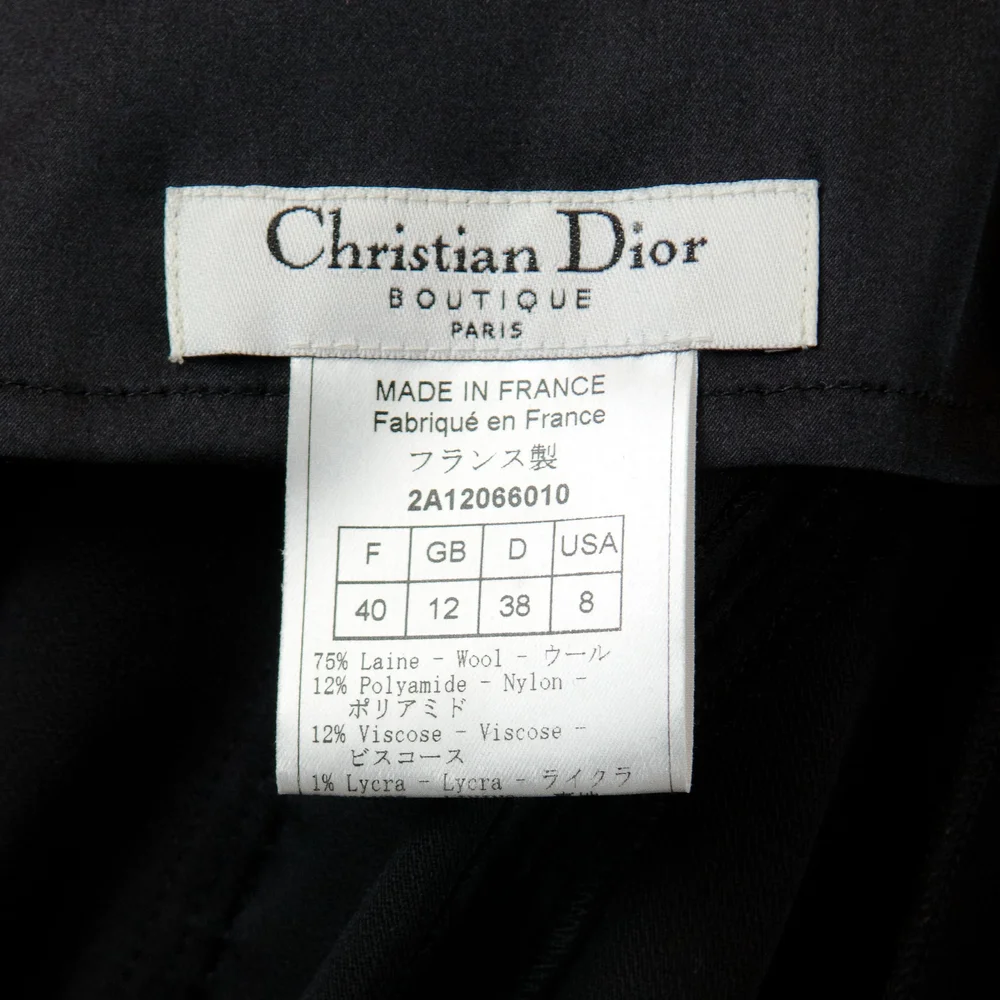 Christian Dior
BOUTIQUE
PARIS
MADE IN FRANCE
Fabriqué en France
フランス製
2A12066010
F GB D USA
40 12 38 8
75% Laine - Wool - ウール
12% Polyamide - Nylon -
ポリアミド
12% Viscose - Viscose -
ビスコース
1% Lycra - Lycra - ライクラ